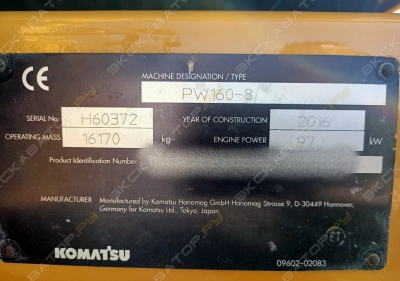 CE
MACHINE DESIGNATION / TYPE
PW160-8
SERIAL No H60372 YEAR OF CONSTRUCTION 2016
OPERATING MASS 16170 kg ENGINE POWER 97 kW
Product Identification Number
MANUFACTURER Manufactured by Komatsu Hanomag GmbH Hanomag Strasse 9, D-30449 Hannover,
Germany for Komatsu Ltd., Tokyo, Japan
KOMATSU
09602-02083
ЭКСКАВАТОР.РУ